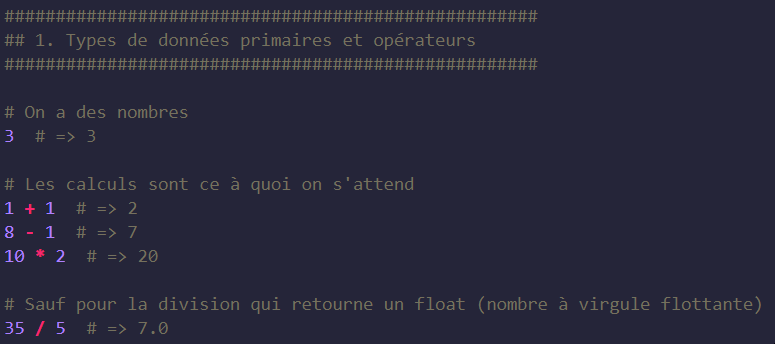 ####################################################
## 1. Types de données primaires et opérateurs
####################################################
# On a des nombres
3  # => 3
# Les calculs sont ce à quoi on s'attend
1 + 1  # => 2
8 - 1  # => 7
10 * 2  # => 20
# Sauf pour la division qui retourne un float (nombre à virgule flottante)
35 / 5  # => 7.0